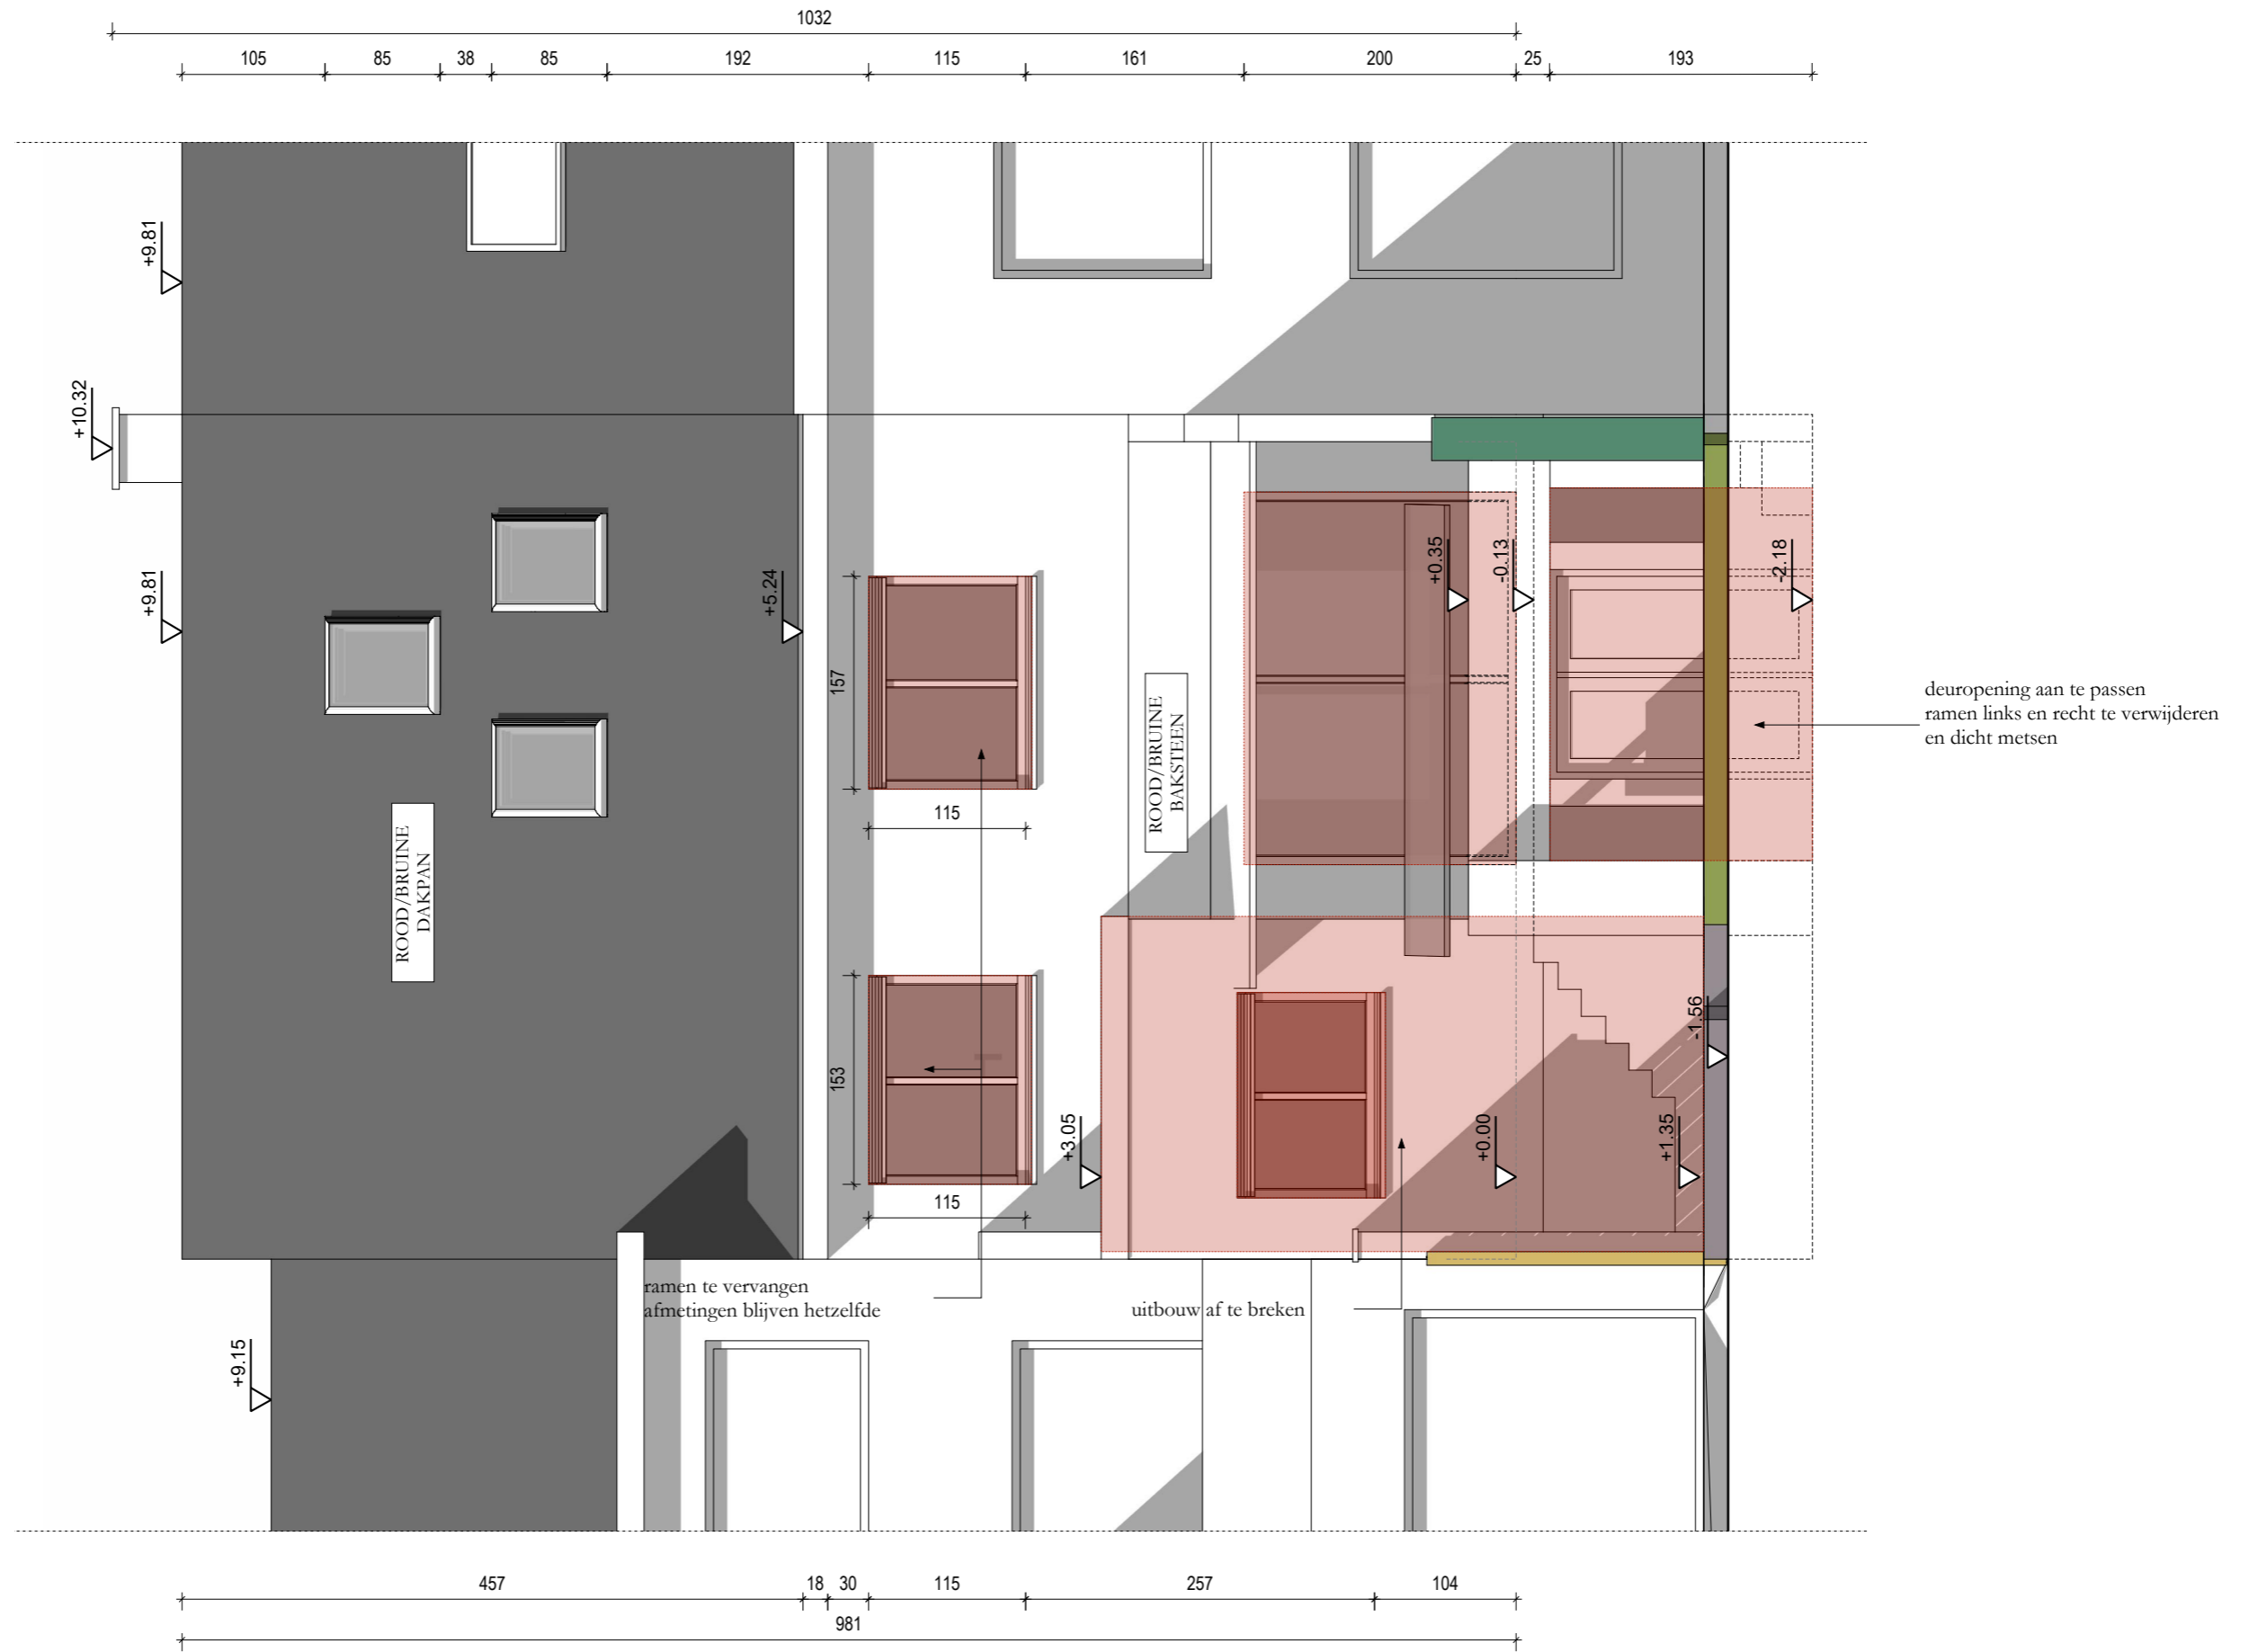 1032
105 85 38 85 192 115 161 200 25 193
+9.81
+10.32
+9.81
+5.24
+0.35
-0.13
-2.18
157
115
ROOD/BRUINE
BAKSTEEN
deuropening aan te passen
ramen links en recht te verwijderen
en dicht metsen
ROOD/BRUINE
DAKPAN
153
115
+3.05
+0.00
+1.35
-1.56
ramen te vervangen
afmetingen blijven hetzelfde
uitbouw af te breken
+9.15
457 18 30 115 257 104
981